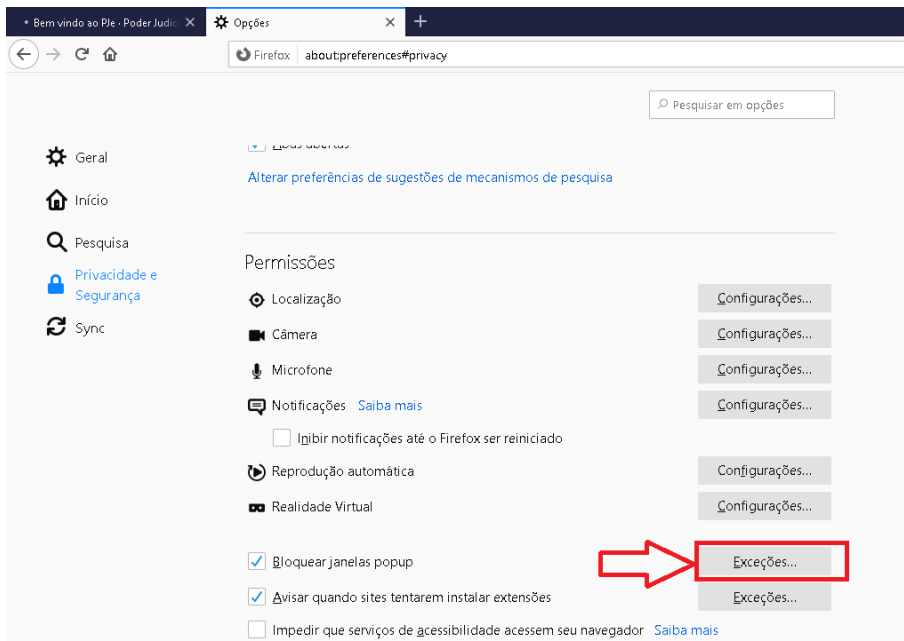 Bem vindo ao PJe · Poder Judic
Opções
Firefox about:preferences#privacy
Pesquisar em opções
Abas abertas
Geral
Alterar preferências de sugestões de mecanismos de pesquisa
Início
Pesquisa
Privacidade e
Segurança
Sync
Permissões
Localização Configurações...
Câmera Configurações...
Microfone Configurações...
Notificações Saiba mais Configurações...
Inibir notificações até o Firefox ser reiniciado
Reprodução automática Configurações...
Realidade Virtual Configurações...
Bloquear janelas popup Exceções...
Avisar quando sites tentarem instalar extensões Exceções...
Impedir que serviços de acessibilidade acessem seu navegador Saiba mais